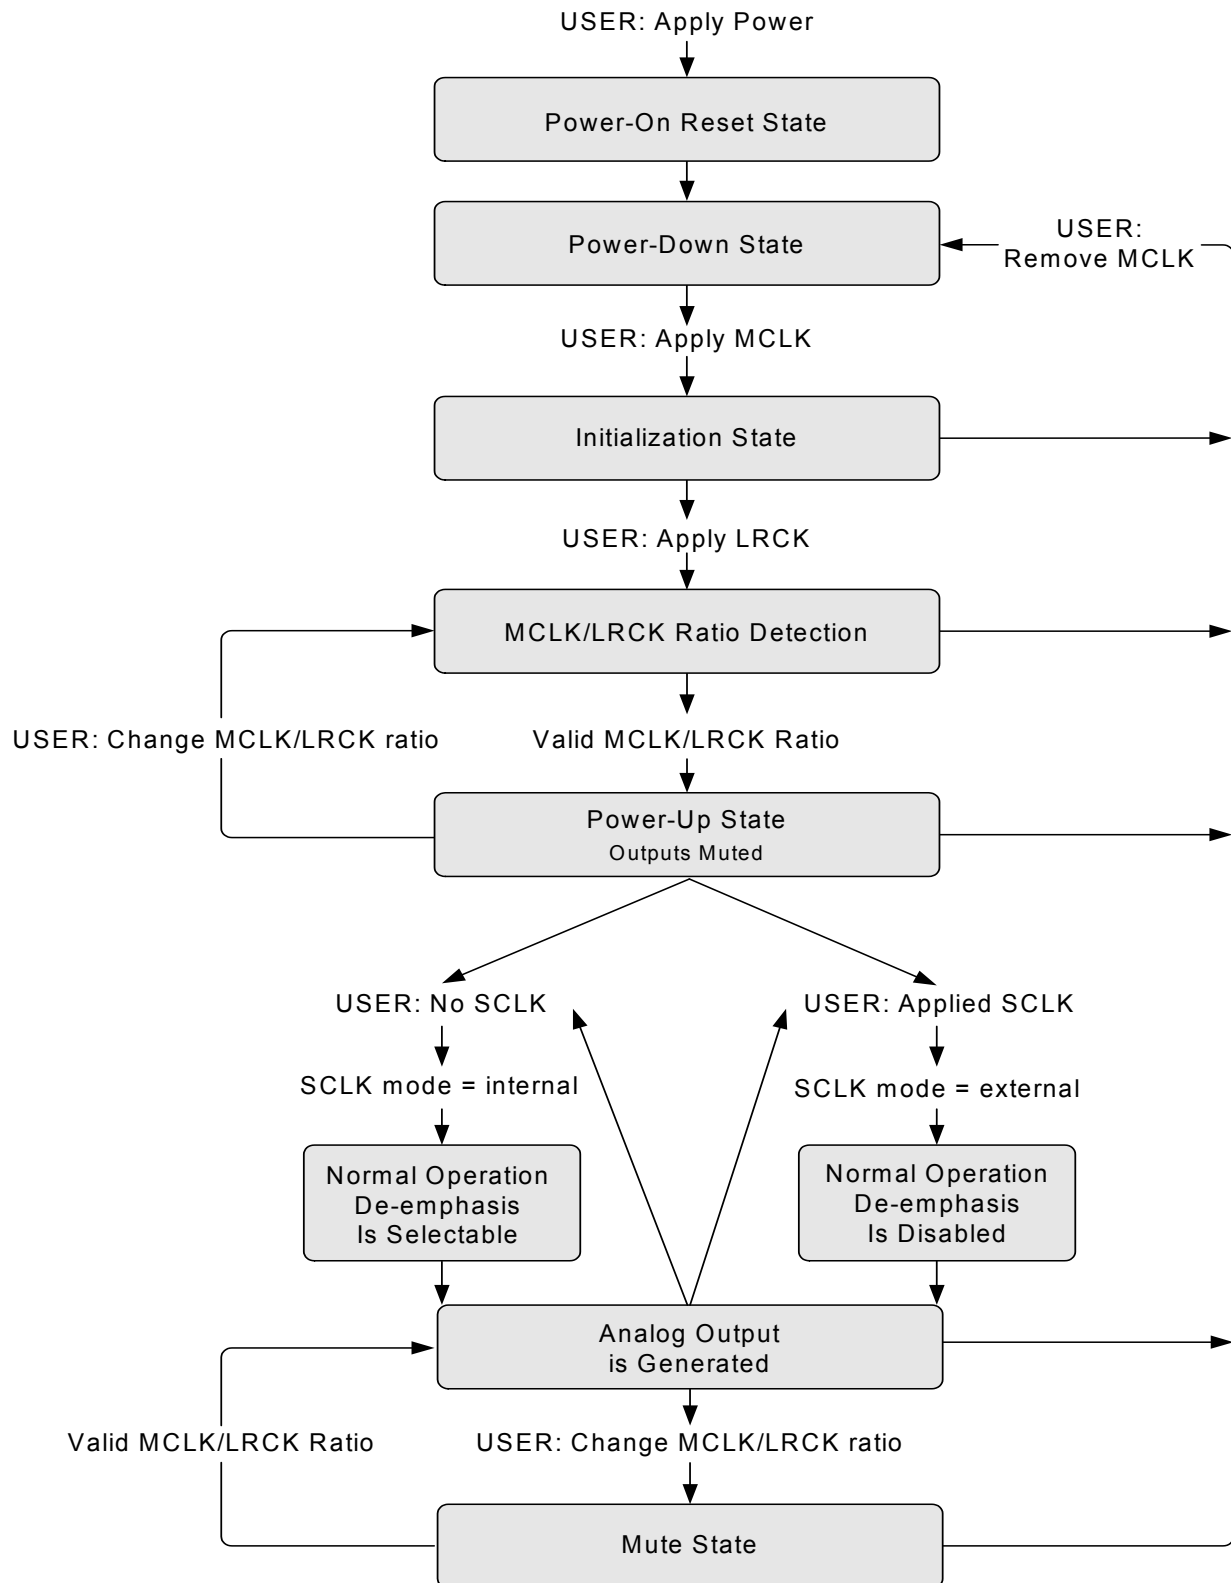 USER: Apply Power
Power-On Reset State
Power-Down State
USER:
Remove MCLK
USER: Apply MCLK
Initialization State
USER: Apply LRCK
MCLK/LRCK Ratio Detection
USER: Change MCLK/LRCK ratio
Valid MCLK/LRCK Ratio
Power-Up State
Outputs Muted
USER: No SCLK
USER: Applied SCLK
SCLK mode = internal
SCLK mode = external
Normal Operation
De-emphasis
Is Selectable
Normal Operation
De-emphasis
Is Disabled
Analog Output
is Generated
Valid MCLK/LRCK Ratio
USER: Change MCLK/LRCK ratio
Mute State